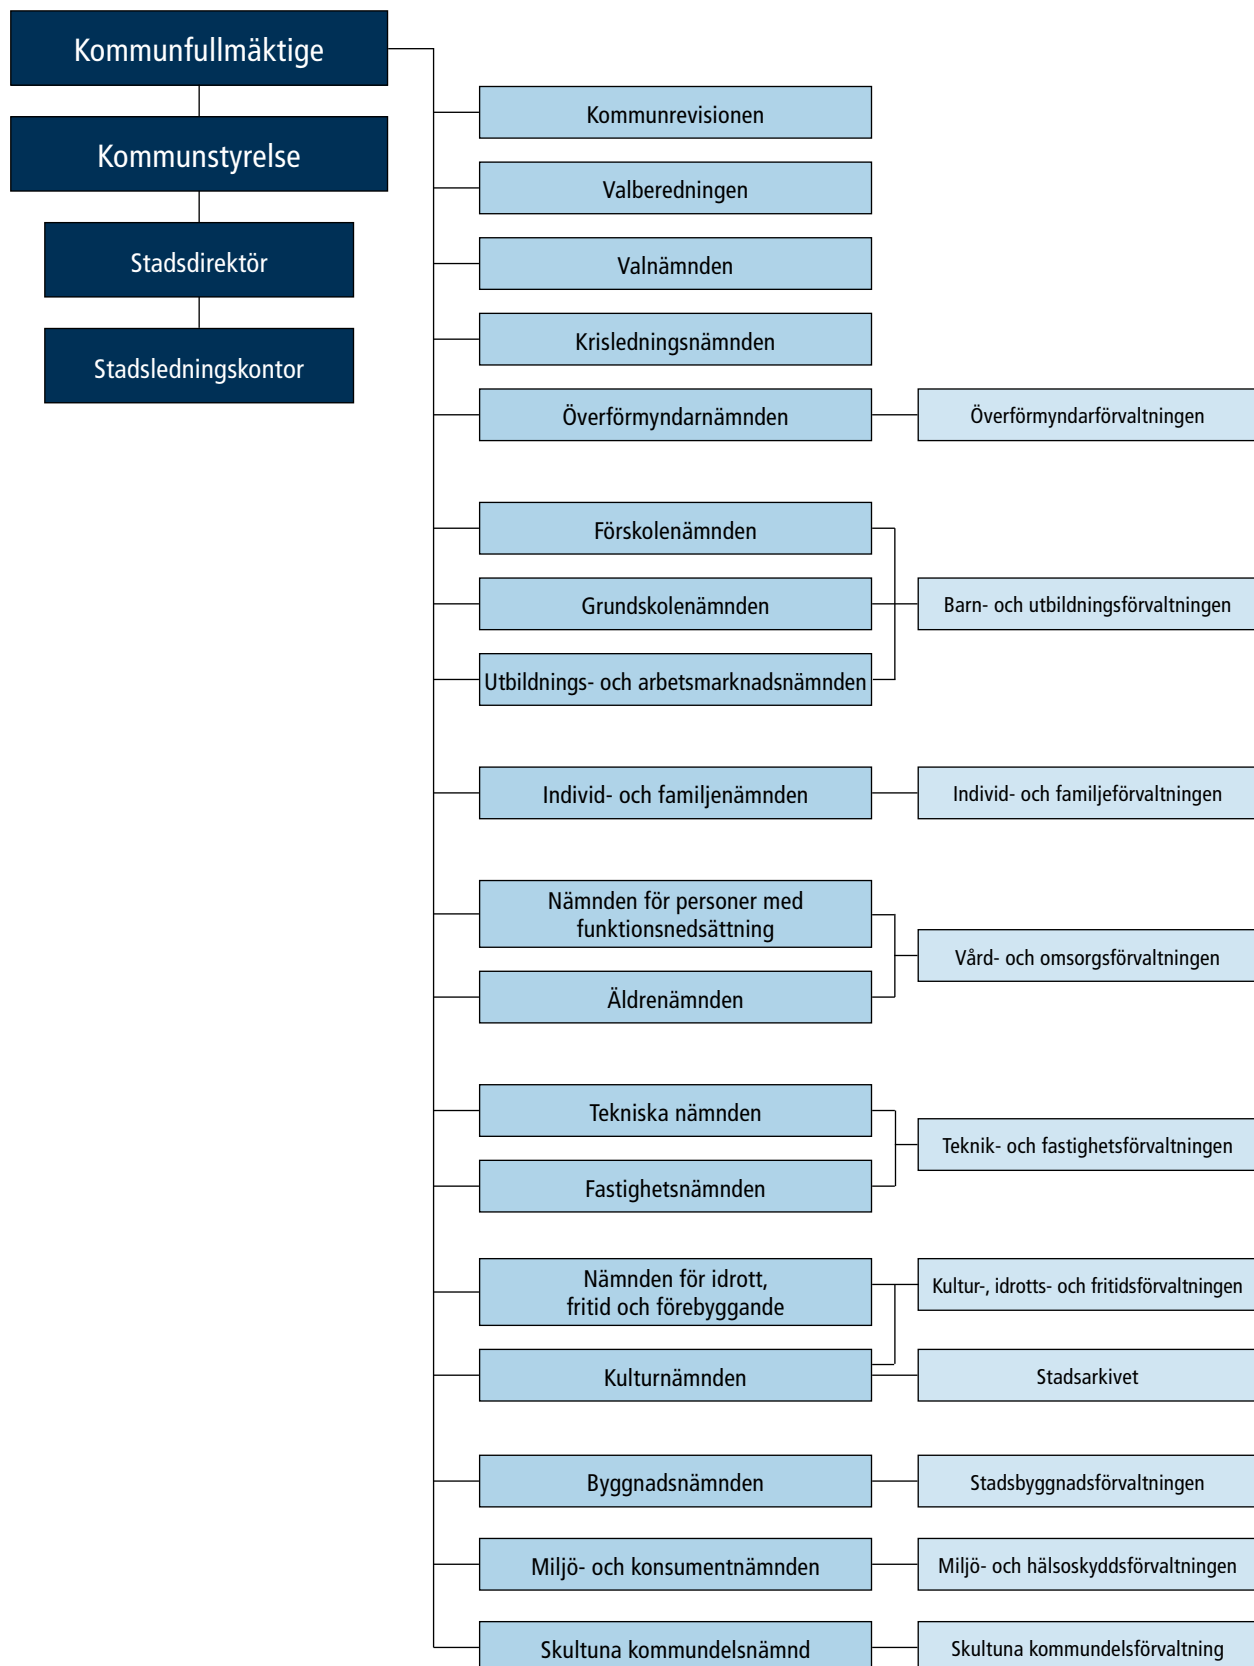 Kommunfullmäktige
Kommunstyrelse
Stadsdirektör
Stadsledningskontor
Kommunrevisionen
Valberedningen
Valnämnden
Krisledningsnämnden
Överförmyndarnämnden
Överförmyndarförvaltningen
Förskolenämnden
Grundskolenämnden
Barn- och utbildningsförvaltningen
Utbildnings- och arbetsmarknadsnämnden
Individ- och familjenämnden
Individ- och familjeförvaltningen
Nämnden för personer med
funktionsnedsättning
Vård- och omsorgsförvaltningen
Äldrenämnden
Tekniska nämnden
Teknik- och fastighetsförvaltningen
Fastighetsnämnden
Nämnden för idrott,
fritid och förebyggande
Kultur-, idrotts- och fritidsförvaltningen
Kulturnämnden
Stadsarkivet
Byggnadsnämnden
Stadsbyggnadsförvaltningen
Miljö- och konsumentnämnden
Miljö- och hälsoskyddsförvaltningen
Skultuna kommundelsnämnd
Skultuna kommundelsförvaltning